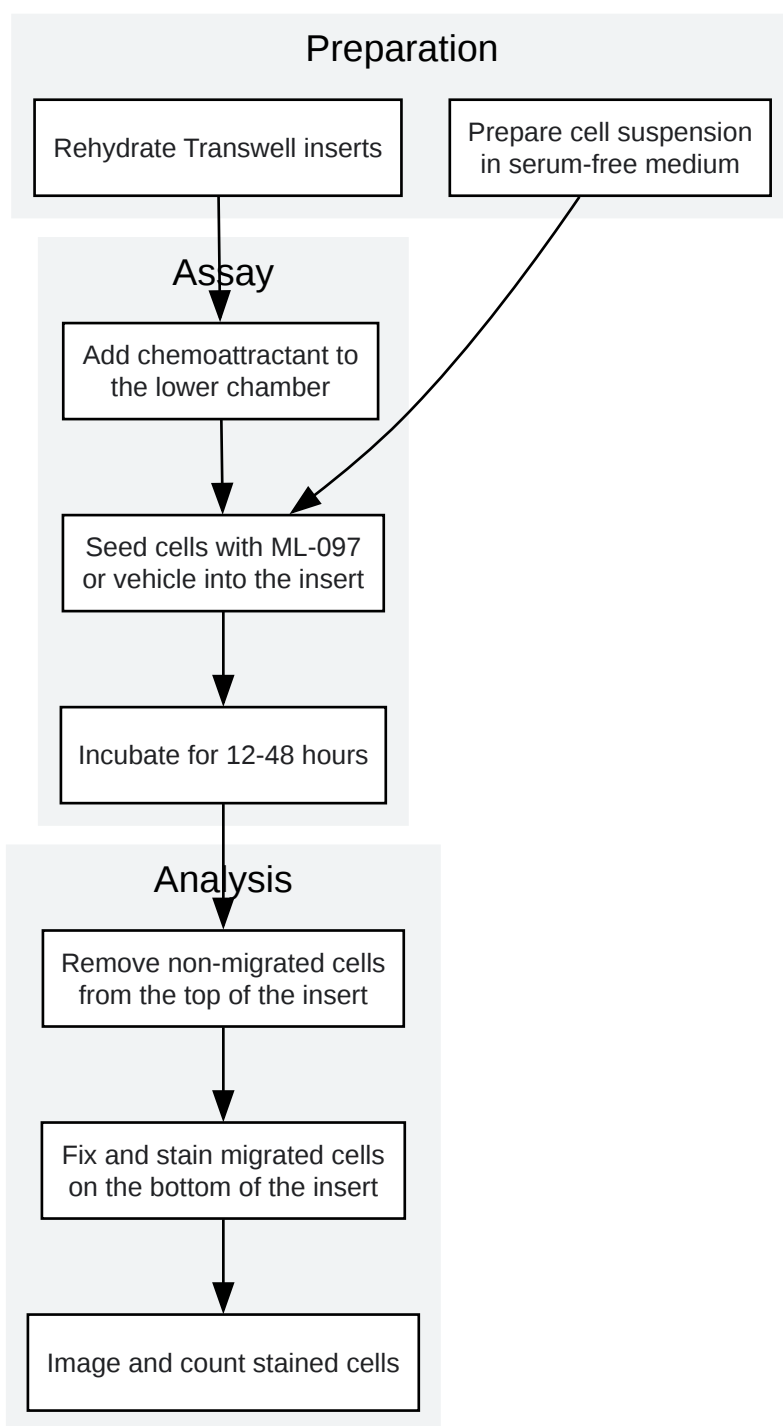 Preparation
Rehydrate Transwell inserts
Prepare cell suspension
in serum-free medium
Assay
Add chemoattractant to
the lower chamber
Seed cells with ML-097
or vehicle into the insert
Incubate for 12-48 hours
Analysis
Remove non-migrated cells
from the top of the insert
Fix and stain migrated cells
on the bottom of the insert
Image and count stained cells